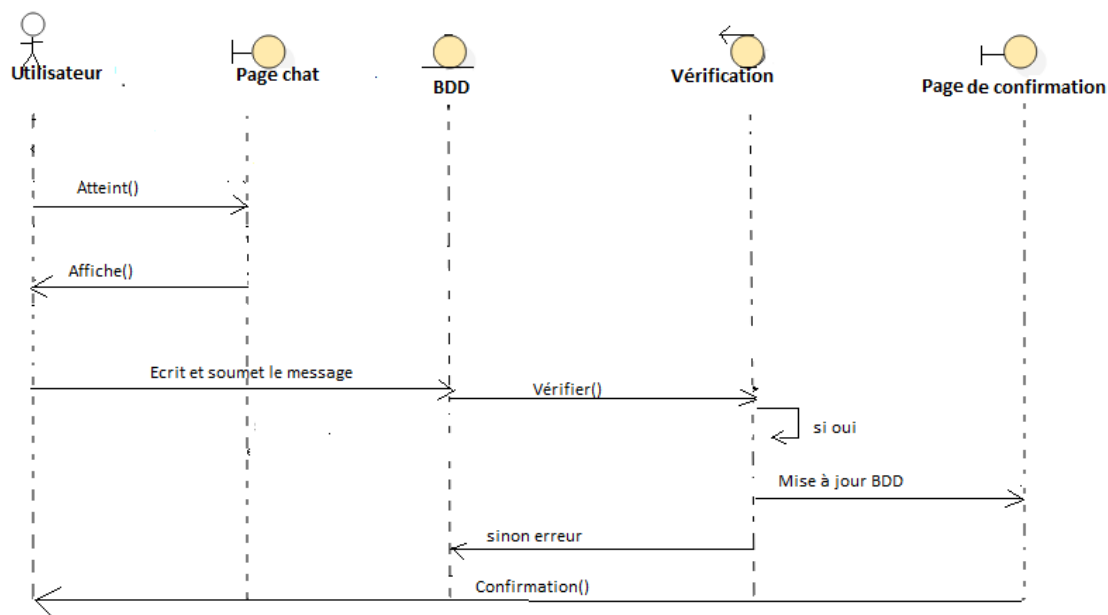 Utilisateur
Page chat
BDD
Vérification
Page de confirmation
Atteint()
Affiche()
Ecrit et soumet le message
Vérifier()
si oui
Mise à jour BDD
sinon erreur
Confirmation()